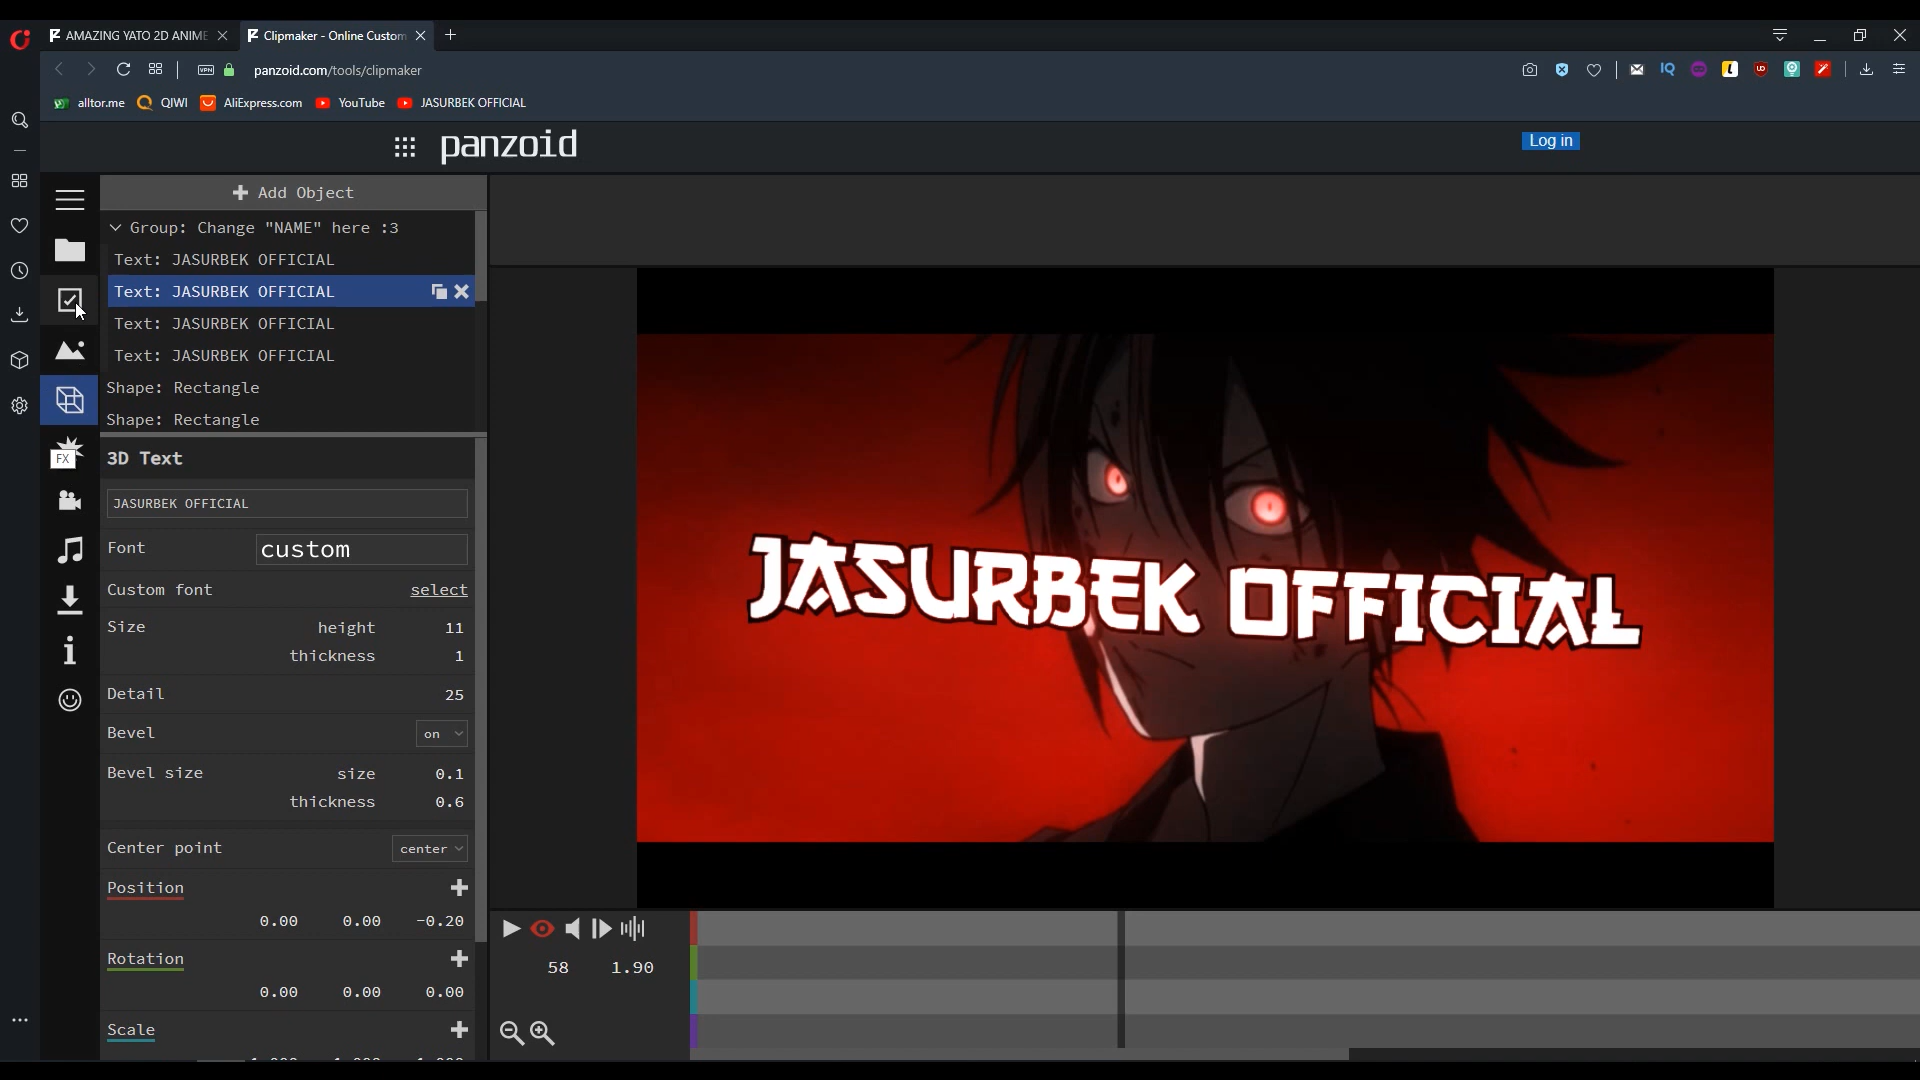 AMAZING YATO 2D ANIME
Clipmaker - Online Custom
VPN
panzoid.com/tools/clipmaker
IQ
alltor.me
QIWI
AliExpress.com
YouTube
JASURBEK OFFICIAL
panzoid
Log in
Add Object
Group: Change "NAME" here :3
Text: JASURBEK OFFICIAL
Text: JASURBEK OFFICIAL
Text: JASURBEK OFFICIAL
Text: JASURBEK OFFICIAL
Shape: Rectangle
Shape: Rectangle
FX
3D Text
JASURBEK OFFICIAL
Font custom
Custom font select
Size height 11
thickness 1
Detail 25
Bevel on
Bevel size size 0.1
thickness 0.6
Center point center
Position
0.00 0.00 -0.20
Rotation
0.00 0.00 0.00
Scale
JASURBEK OFFICIAL
58 1.90